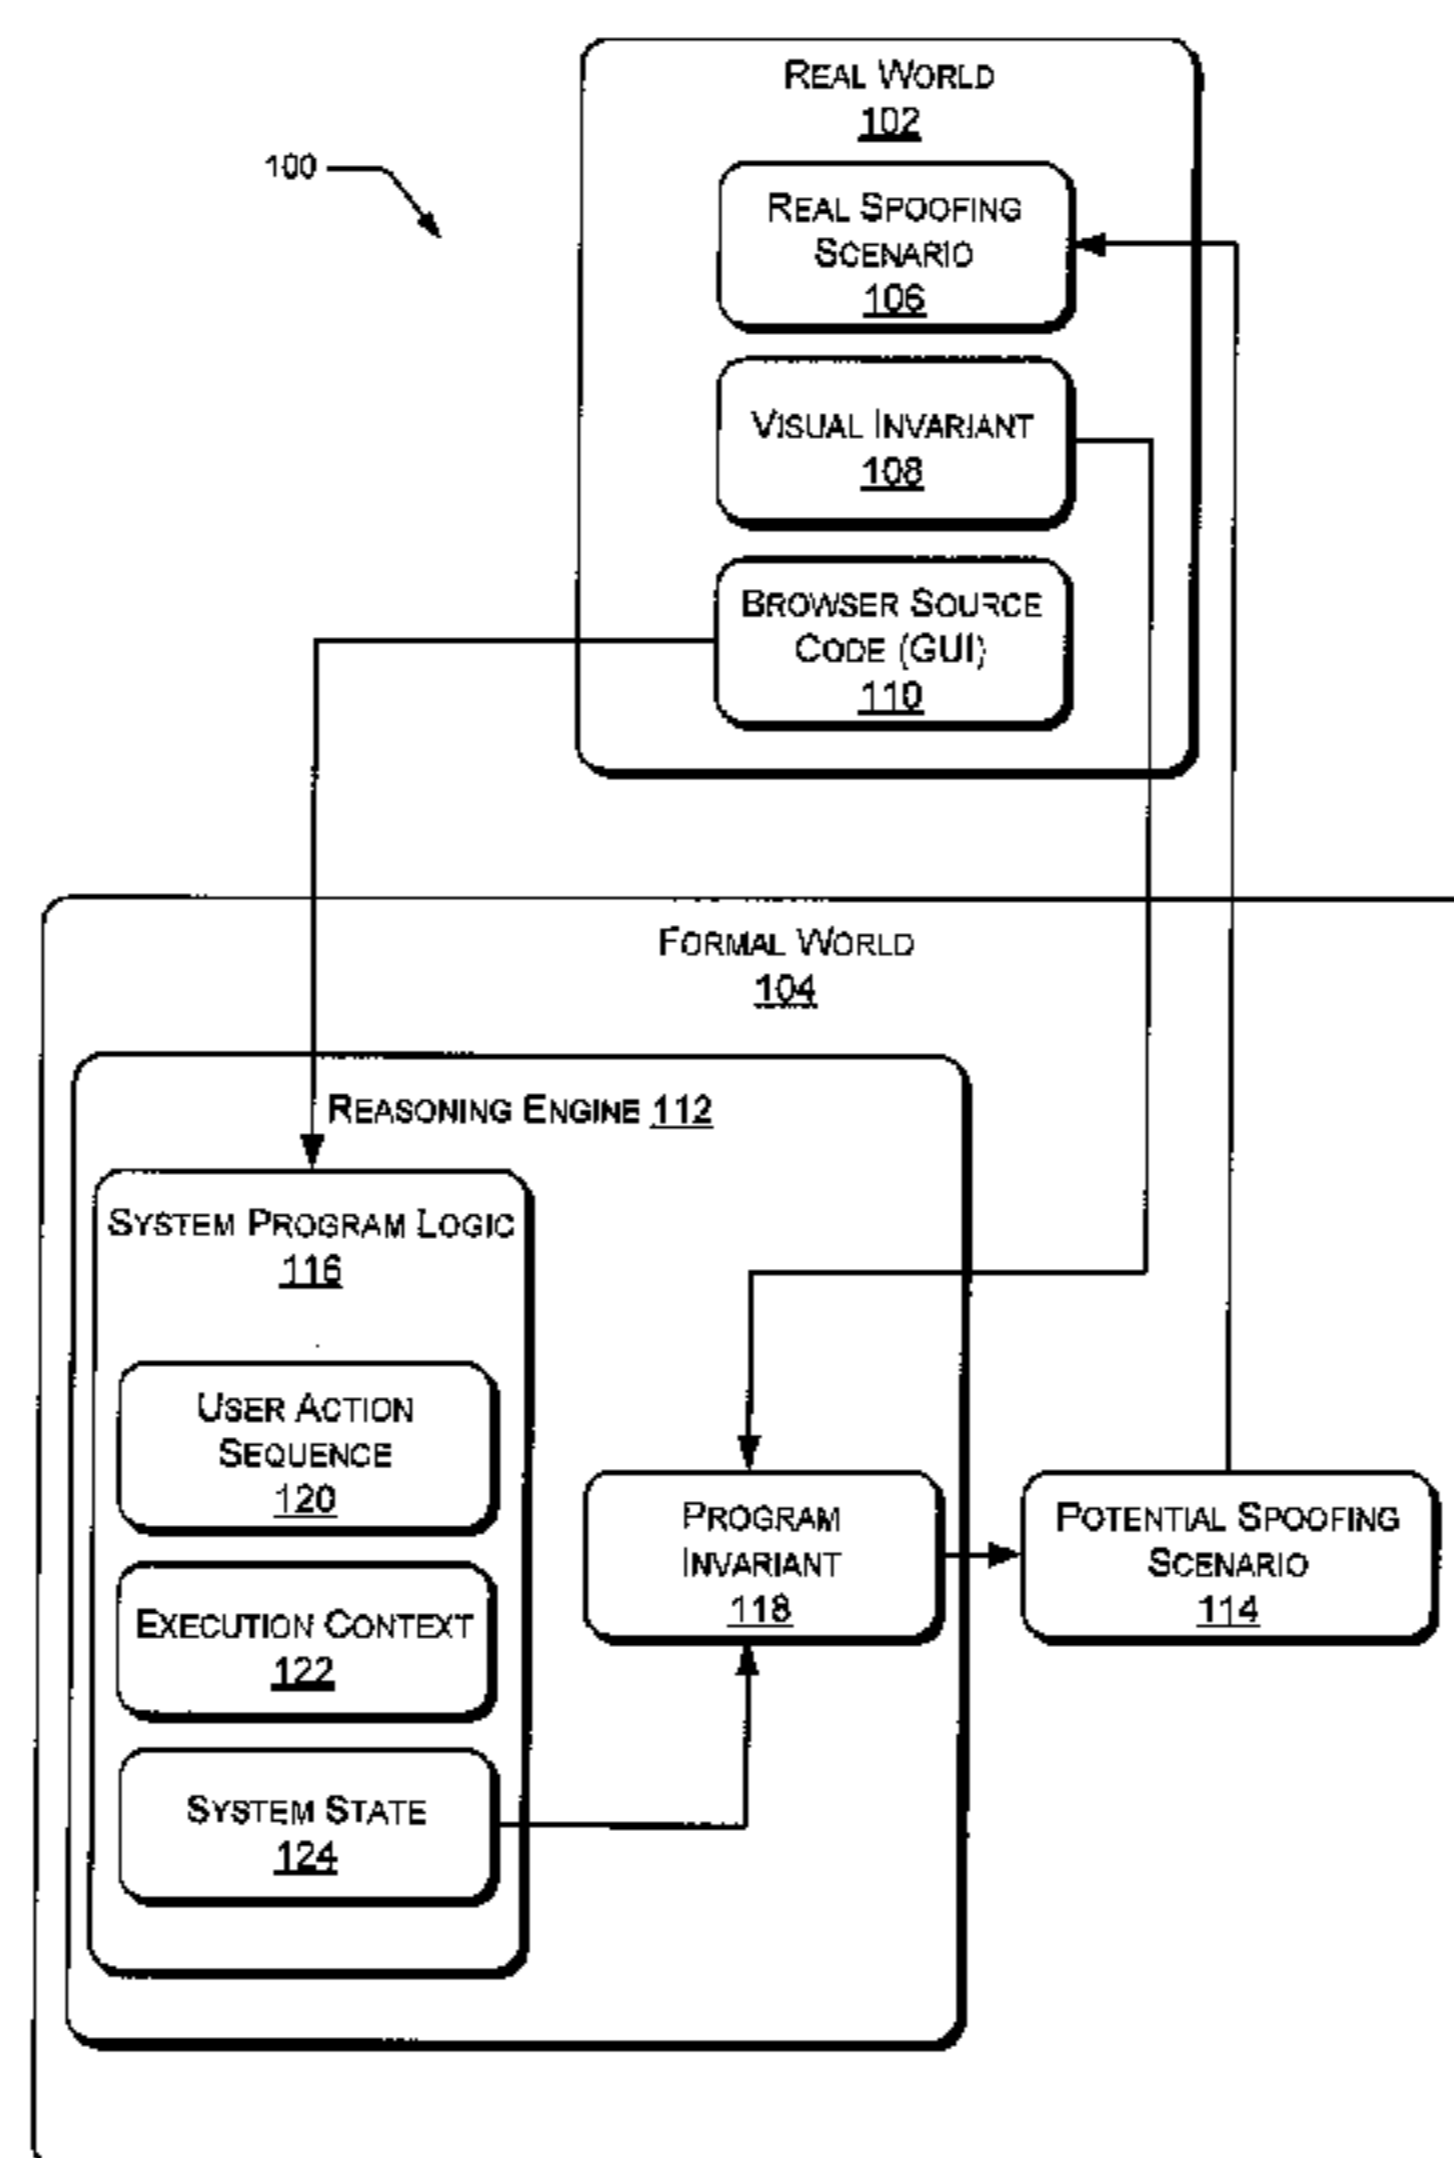 REAL WORLD
102
100
REAL SPOOFING
SCENARIO
106
VISUAL INVARIANT
108
BROWSER SOURCE
CODE (GUI)
110
FORMAL WORLD
104
REASONING ENGINE 112
SYSTEM PROGRAM LOGIC
116
USER ACTION
SEQUENCE
120
EXECUTION CONTEXT
122
SYSTEM STATE
124
PROGRAM
INVARIANT
118
POTENTIAL SPOOFING
SCENARIO
114